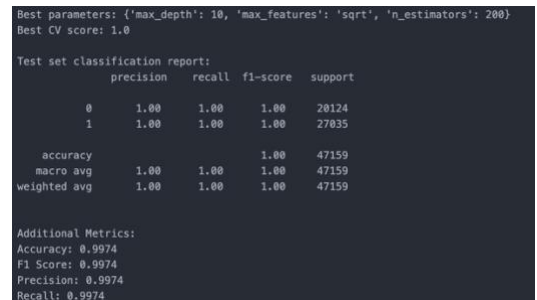 Best parameters: {'max_depth': 10, 'max_features': 'sqrt', 'n_estimators': 200}
Best CV score: 1.0
Test set classification report:
precision recall f1-score support
0 1.00 1.00 1.00 20124
1 1.00 1.00 1.00 27035
accuracy 1.00 47159
macro avg 1.00 1.00 1.00 47159
weighted avg 1.00 1.00 1.00 47159
Additional Metrics:
Accuracy: 0.9974
F1 Score: 0.9974
Precision: 0.9974
Recall: 0.9974